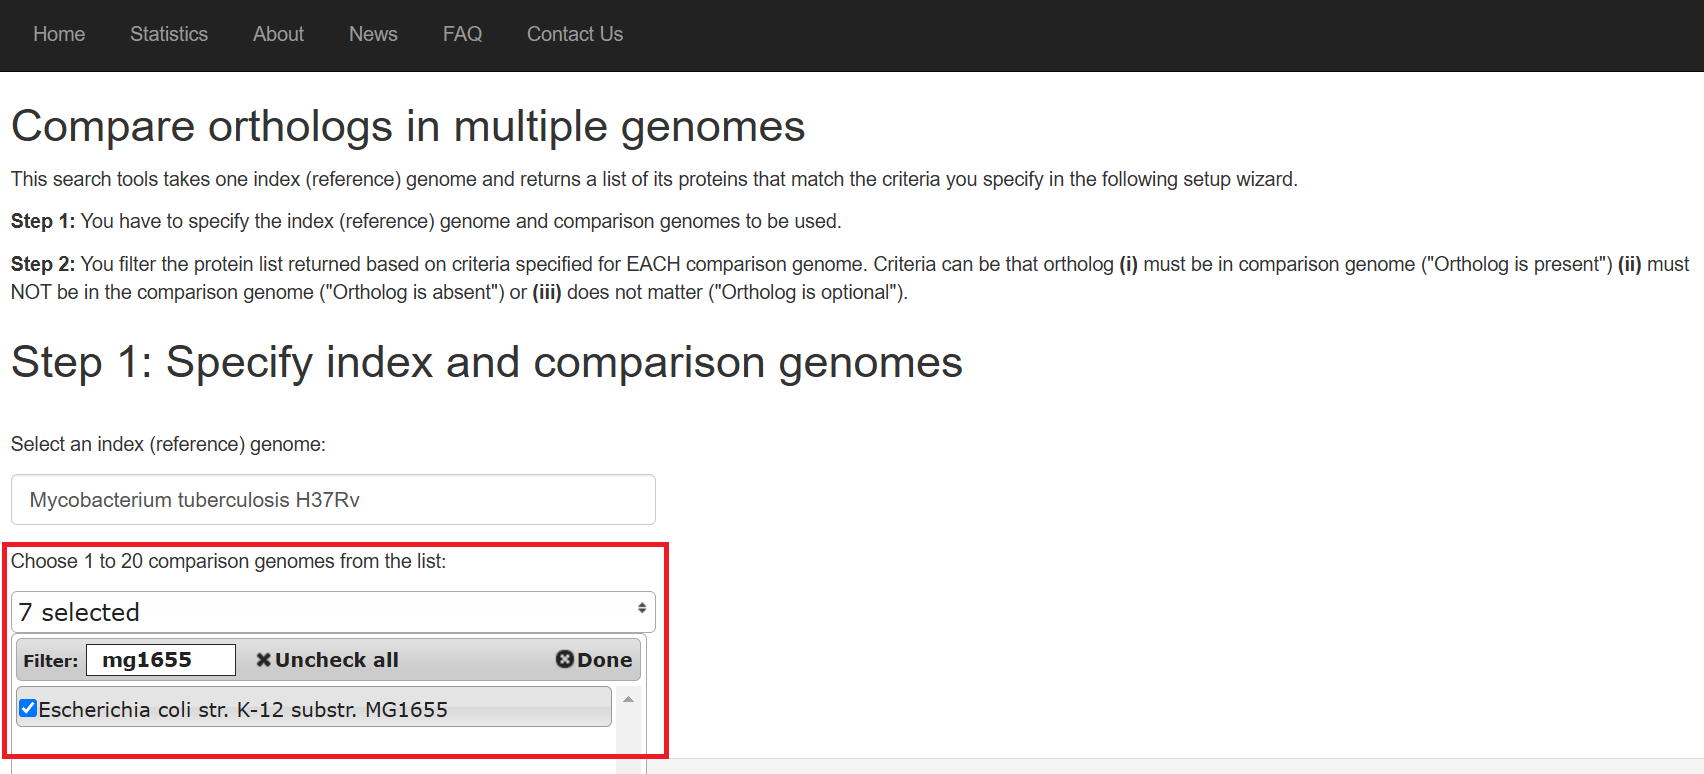 Home Statistics About News FAQ Contact Us
Compare orthologs in multiple genomes
This search tools takes one index (reference) genome and returns a list of its proteins that match the criteria you specify in the following setup wizard.
Step 1: You have to specify the index (reference) genome and comparison genomes to be used.
Step 2: You filter the protein list returned based on criteria specified for EACH comparison genome. Criteria can be that ortholog (i) must be in comparison genome ("Ortholog is present") (ii) must
NOT be in the comparison genome ("Ortholog is absent") or (iii) does not matter ("Ortholog is optional").
Step 1: Specify index and comparison genomes
Select an index (reference) genome:
Mycobacterium tuberculosis H37Rv
Choose 1 to 20 comparison genomes from the list:
7 selected
Filter: mg1655 Uncheck all Done
Escherichia coli str. K-12 substr. MG1655